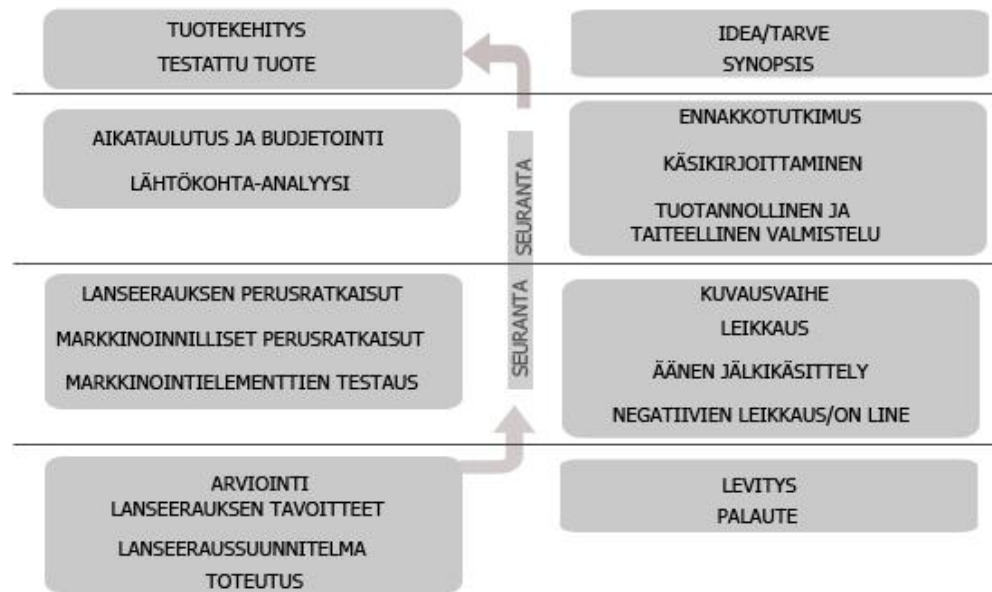 TUOTEKEHITYS
TESTATTU TUOTE
IDEA/TARVE
SYNOPSIS
AIKATAULUTUS JA BUDJETOINTI
LÄHTÖKOHTA-ANALYYSI
SEURANTA
ENNAKKOTUTKIMUS
KÄSIKIRJOITTAMINEN
TUOTANNOLLINEN JA
TAITEELLINEN VALMISTELU
LANSEERAUKSEN PERUSRATKAISUT
MARKKINOINNILLISET PERUSRATKAISUT
MARKKINOINTIELEMENTTIEN TESTAUS
SEURANTA
KUVAUSVAIHE
LEIKKAUS
ÄÄNEN JÄLKIKÄSITTELY
NEGATIIVIEN LEIKKAUS/ON LINE
ARVIOINTI
LANSEERAUKSEN TAVOITTEET
LANSEERAUSSUUNNITELMA
TOTEUTUS
LEVITYS
PALAUTE